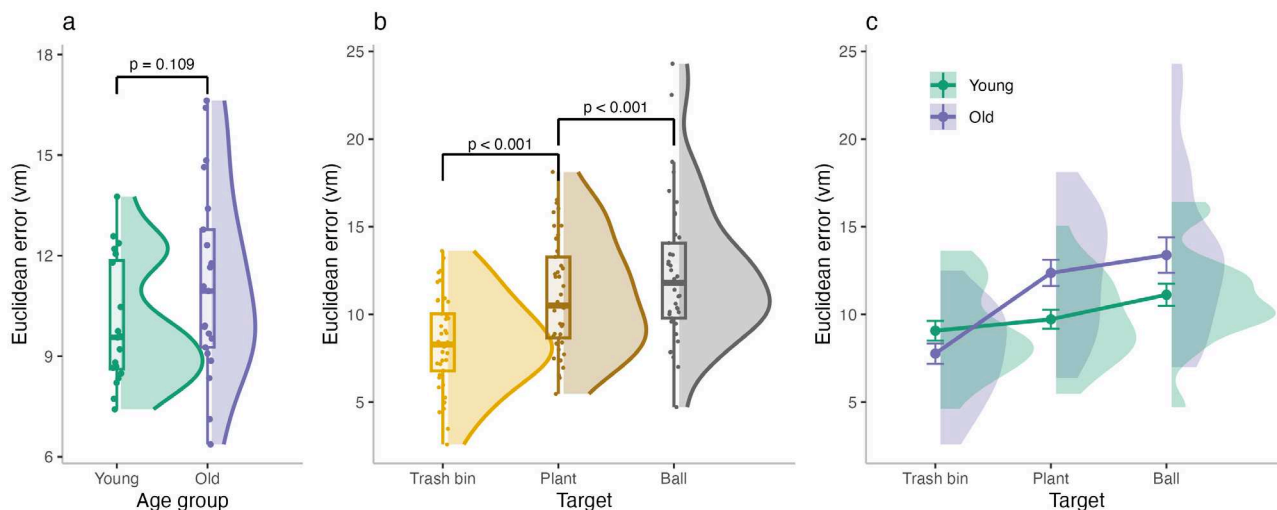 a
18
15
12
9
6
Euclidean error (vm)
p = 0.109
Young
Old
Age group
b
25
20
15
10
5
Euclidean error (vm)
p < 0.001
p < 0.001
Trash bin
Plant
Ball
Target
c
25
20
15
10
5
Euclidean error (vm)
Young
Old
Trash bin
Plant
Ball
Target